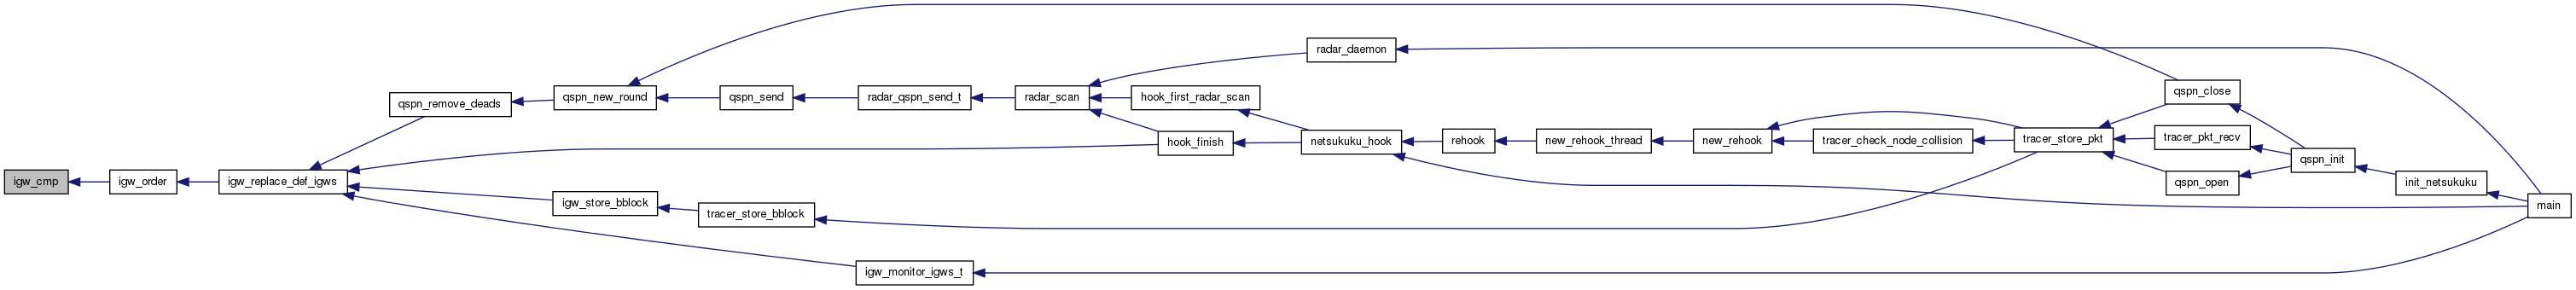 igw_cmp
igw_order
igw_replace_def_igws
qspn_remove_deads
qspn_new_round
qspn_send
radar_qspn_send_t
radar_scan
radar_daemon
hook_first_radar_scan
hook_finish
netsukuku_hook
rehook
new_rehook_thread
new_rehook
tracer_check_node_collision
tracer_store_pkt
qspn_close
tracer_pkt_recv
qspn_open
qspn_init
init_netsukuku
main
igw_store_bblock
tracer_store_bblock
igw_monitor_igws_t